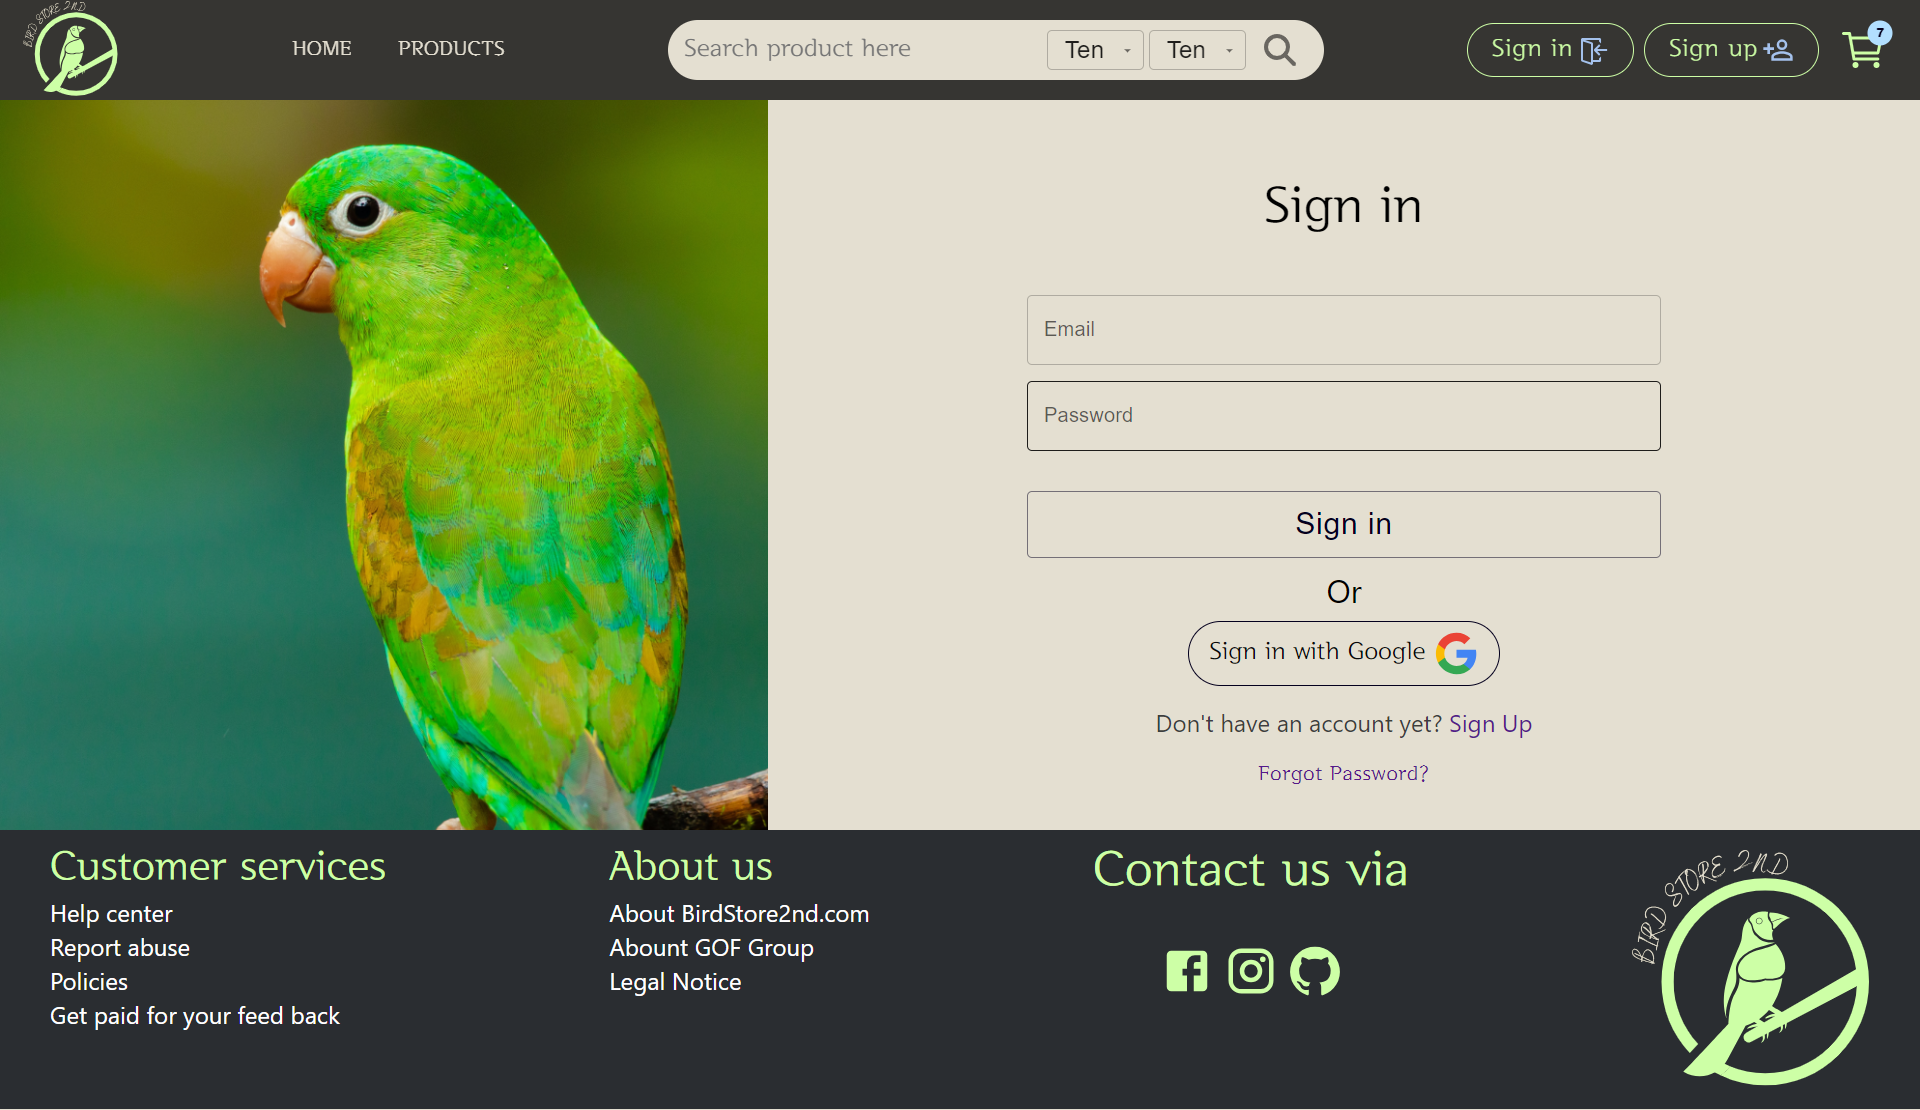 BIRD STORE 2ND
HOME
PRODUCTS
Search product here
Ten
Ten
Sign in
Sign up
7
Sign in
Email
Password
Sign in
Or
Sign in with Google
Don't have an account yet? Sign Up
Forgot Password?
Customer services
Help center
Report abuse
Policies
Get paid for your feed back
About us
About BirdStore2nd.com
Abount GOF Group
Legal Notice
Contact us via
BIRD STORE 2ND